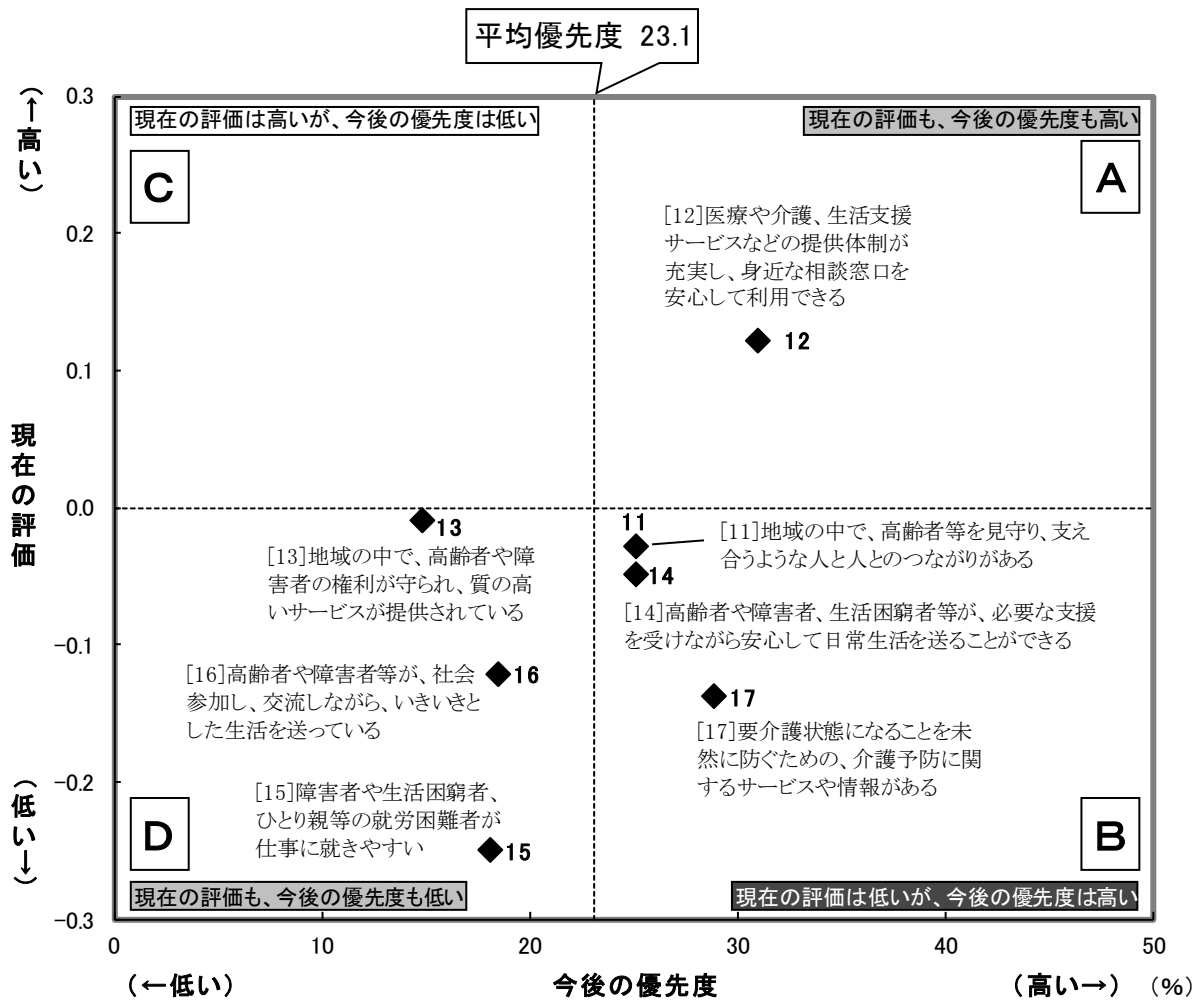 平均優先度 23.1
(←高い)
0.3
現在の評価は高いが、今後の優先度は低い
現在の評価も、今後の優先度も高い
C
A
[12]医療や介護、生活支援
サービスなどの提供体制が
充実し、身近な相談窓口を
安心して利用できる
0.2
12
0.1
現在の評価
0.0
13
[13]地域の中で、高齢者や障
害者の権利が守られ、質の高
いサービスが提供されている
11
[11]地域の中で、高齢者等を見守り、支え
合うような人と人とのつながりがある
14
[14]高齢者や障害者、生活困窮者等が、必要な支援
を受けながら安心して日常生活を送ることができる
-0.1
[16]高齢者や障害者等が、社会
参加し、交流しながら、いきいきと
した生活を送っている
16
17
[17]要介護状態になることを未
然に防ぐための、介護予防に関
するサービスや情報がある
-0.2
[15]障害者や生活困窮者、
ひとり親等の就労困難者が
仕事に就きやすい
15
(低い→)
D
B
現在の評価も、今後の優先度も低い
現在の評価は低いが、今後の優先度は高い
-0.3
0 10 20 30 40 50
(←低い) 今後の優先度 (高い→) (%)